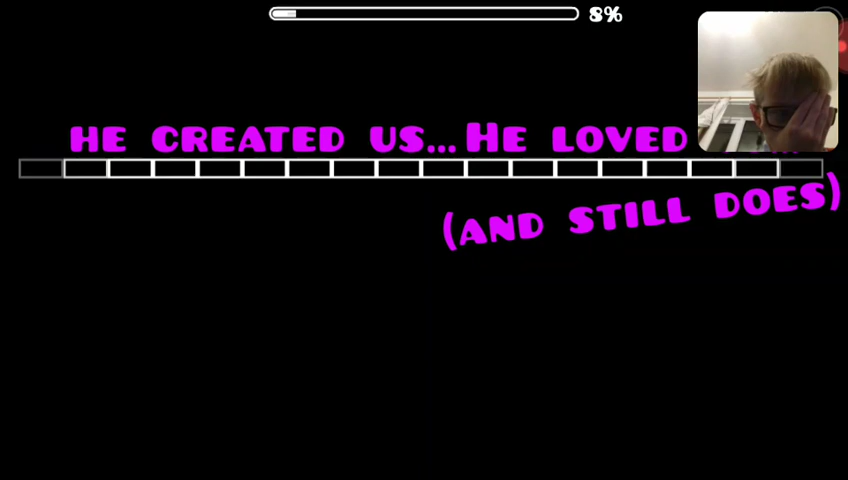 8%
HE CREATED US... HE LOVED
(AND STILL DOES)